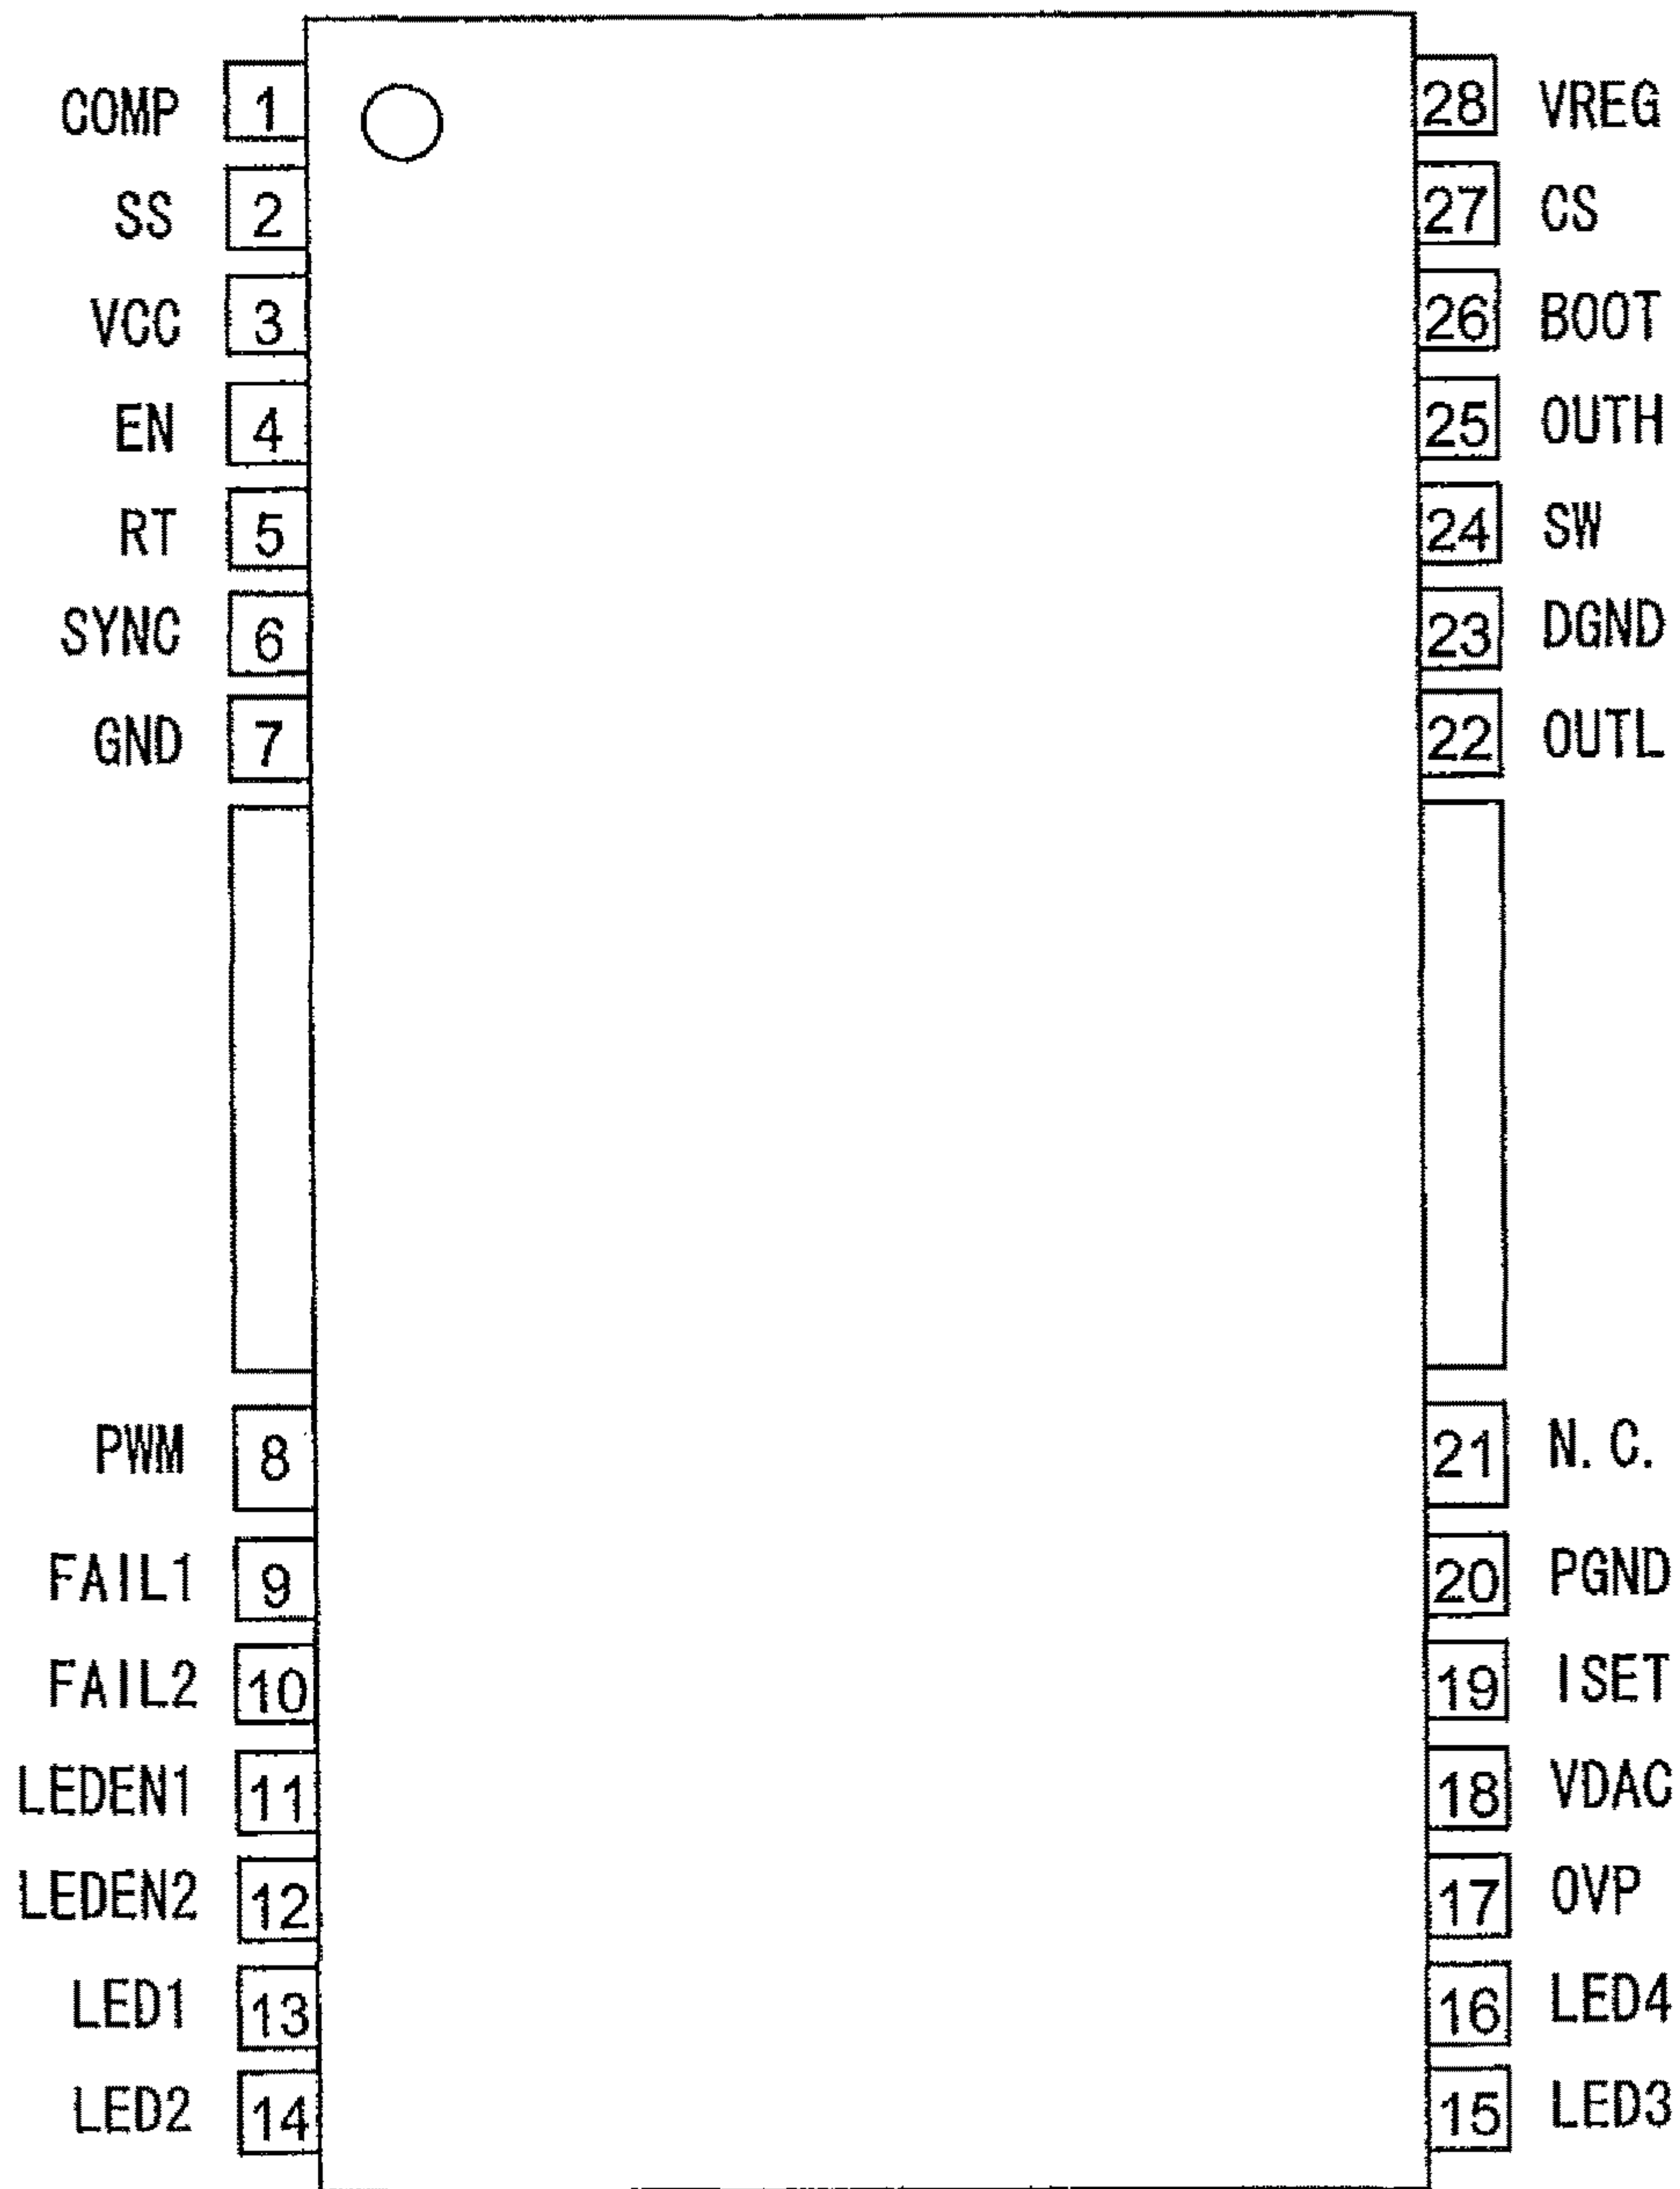 COMP 1 28 VREG
SS 2 27 CS
VCC 3 26 BOOT
EN 4 25 OUTH
RT 5 24 SW
SYNC 6 23 DGND
GND 7 22 OUTL
PWM 8 21 N.C.
FAIL1 9 20 PGND
FAIL2 10 19 ISET
LEDEN1 11 18 VDAC
LEDEN2 12 17 OVP
LED1 13 16 LED4
LED2 14 15 LED3